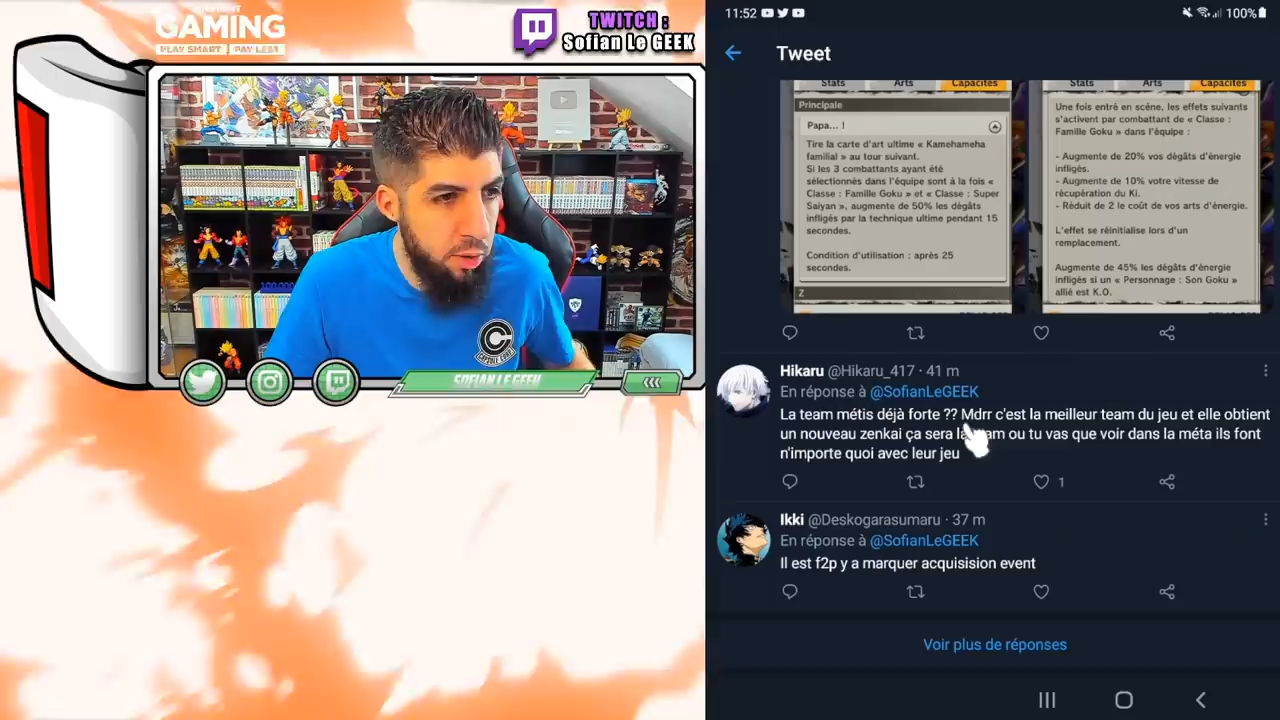 GAMING
PLAY SMART | PAY LESS
TWITCH :
Sofian Le GEEK
SOFIAN LE GEEK
11:52
100%
Tweet
Stats Arts Capacités
Principale
Papa... !
Tire la carte d'art ultime « Kamehameha
familial » au tour suivant.
Si les 3 combattants ayant été
sélectionnés dans l'équipe sont à la fois «
Classe : Famille Goku » et « Classe : Super
Saiyan », augmente de 50% les dégâts
infligés par la technique ultime pendant 15
secondes.
Condition d'utilisation : après 25
secondes.
Z
Stats Arts Capacités
Une fois entré en scène, les effets suivants
s'activent par combattant de « Classe :
Famille Goku » dans l'équipe :
- Augmente de 20% vos dégâts d'énergie
infligés.
- Augmente de 10% votre vitesse de
récupération du Ki.
- Réduit de 2 le coût de vos arts d'énergie.
L'effet se réinitialise lors d'un
remplacement.
Augmente de 45% les dégâts d'énergie
infligés si un « Personnage : Son Goku »
allié est K.O.
Hikaru @Hikaru_417 · 41 m
En réponse à @SofianLeGEEK
La team métis déjà forte ?? Mdrr c'est la meilleur team du jeu et elle obtient
un nouveau zenkai ça sera ou tu vas que voir dans la méta ils font
n'importe quoi avec leur jeu
1
Ikki @Deskogarasumaru · 37 m
En réponse à @SofianLeGEEK
Il est f2p y a marquer acquisision event
Voir plus de réponses